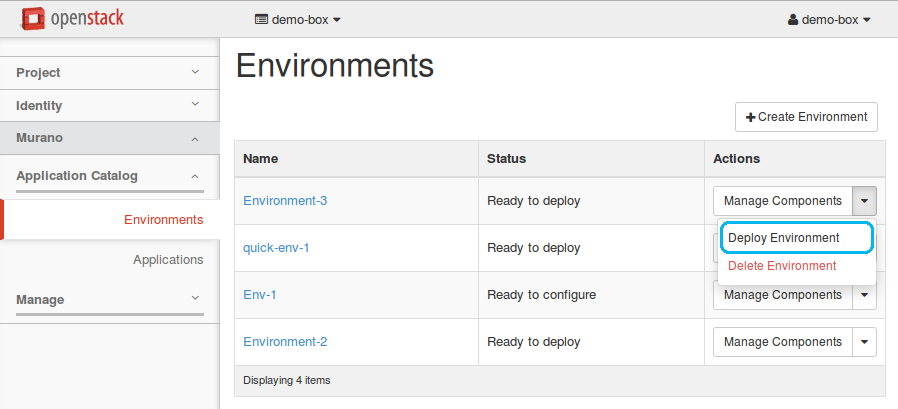 openstack
demo-box
demo-box
Project
Identity
Murano
Application Catalog
Environments
Applications
Manage
Environments
Create Environment
Name Status Actions
Environment-3 Ready to deploy Manage Components
Deploy Environment
quick-env-1 Ready to deploy
Delete Environment
Env-1 Ready to configure Manage Components
Environment-2 Ready to deploy Manage Components
Displaying 4 items